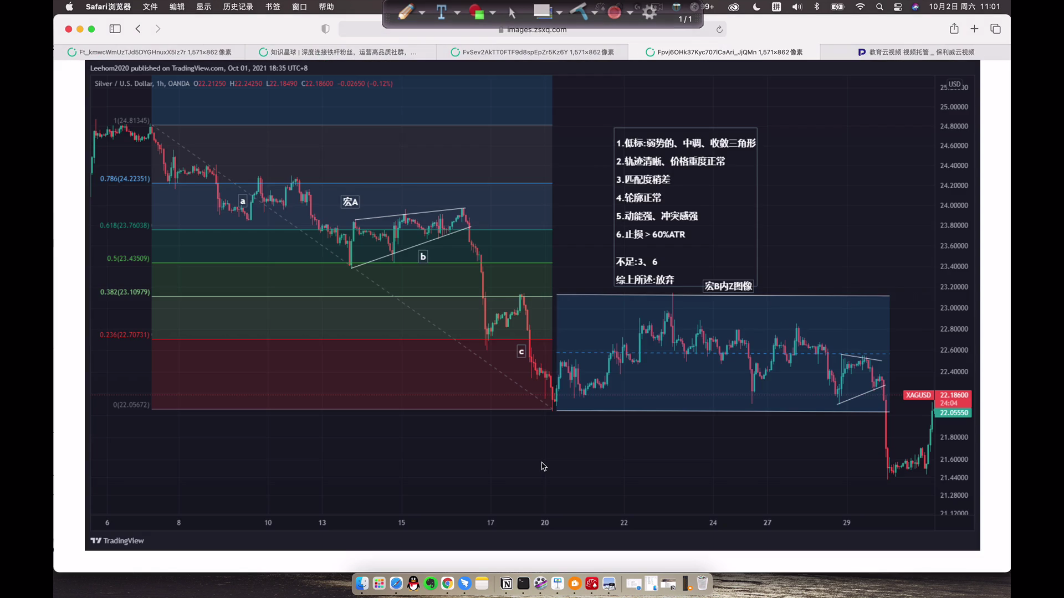 Safari浏览器 文件 编辑 显示 历史记录 书签 窗口 帮助
99+
拼
10月2日 周六 11:01
1/1
images.zsxq.com
Ft_kmwcWmUzTJd5DYGHnusX5Iz7r 1,571×862 像素
知识星球 | 深度连接铁杆粉丝，运营高品质社群，...
FvSnv2AkTT0FTF9d8spEpZr5Kz6Y 1,571×862 像素
Fpvj6OHk37Kyc707lCaAri_JjQMn 1,571×862 像素
教育云视频 视频托管 _ 保利威云视频
Leehom2020 published on TradingView.com, Oct 01, 2021 18:35 UTC+8
Silver / U.S. Dollar, 1h, OANDA O22.21250 H22.24250 L22.18490 C22.18600 -0.02650 (-0.12%)
USD
1(24.81345)
0.786(24.22351)
0.618(23.76038)
0.5(23.43509)
0.382(23.10979)
0.236(22.70731)
0(22.05672)
a
宏A
b
c
1.低标:弱势的、中调、收敛三角形
2.轨迹清晰、价格重度正常
3.匹配度稍差
4.轮廓正常
5.动能强、冲突感强
6.止损＞60%ATR
不足:3、6
综上所述:放弃
宏B内Z图像
24.80000
24.60000
24.40000
24.20000
24.00000
23.80000
23.60000
23.40000
23.20000
23.00000
22.80000
22.60000
22.40000
XAGUSD 22.18600
24:04
22.05550
21.80000
21.60000
21.44000
21.28000
21.12000
6 8 10 13 15 17 20 22 24 27 29
TradingView